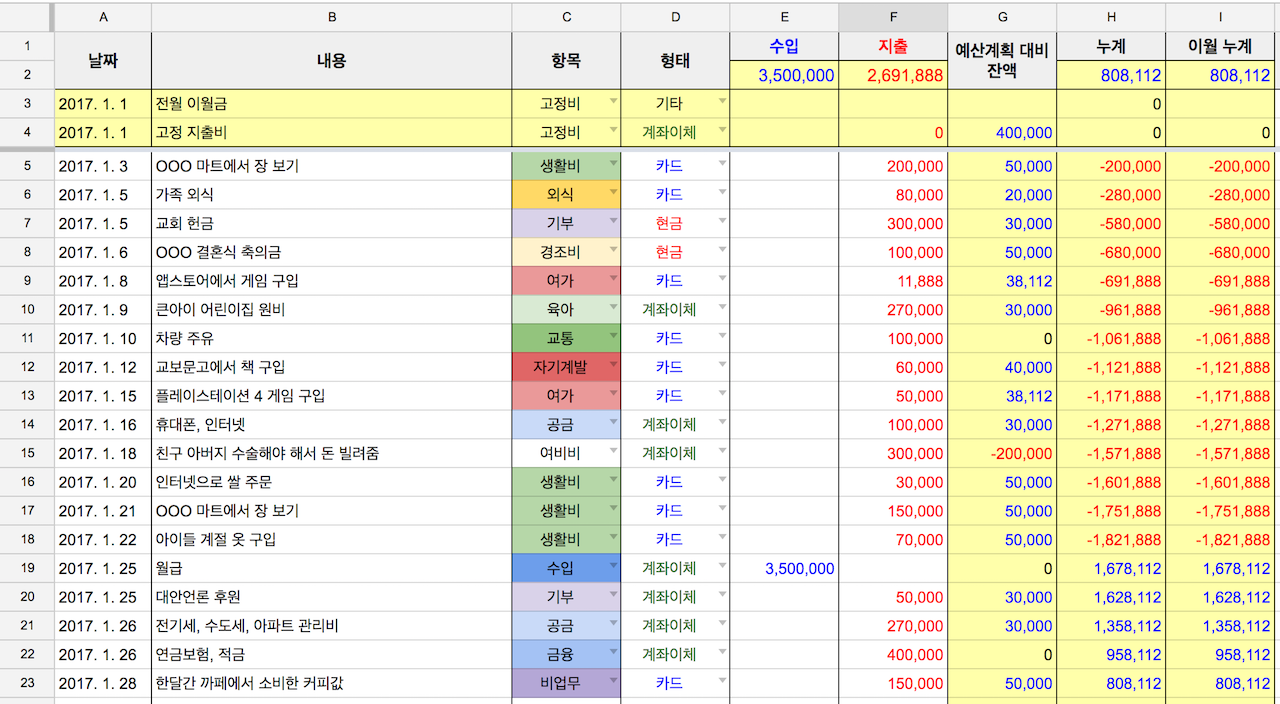 A B C D E F G H I
1 날짜 내용 항목 형태 수입 지출 예산계획 대비 잔액 누계 이월 누계
2 3,500,000 2,691,888 808,112 808,112
3 2017. 1. 1 전월 이월금 고정비 기타 0
4 2017. 1. 1 고정 지출비 고정비 계좌이체 0 400,000 0 0
5 2017. 1. 3 OOO 마트에서 장 보기 생활비 카드 200,000 50,000 -200,000 -200,000
6 2017. 1. 5 가족 외식 외식 카드 80,000 20,000 -280,000 -280,000
7 2017. 1. 5 교회 헌금 기부 현금 300,000 30,000 -580,000 -580,000
8 2017. 1. 6 OOO 결혼식 축의금 경조비 현금 100,000 50,000 -680,000 -680,000
9 2017. 1. 8 앱스토어에서 게임 구입 여가 카드 11,888 38,112 -691,888 -691,888
10 2017. 1. 9 큰아이 어린이집 원비 육아 계좌이체 270,000 30,000 -961,888 -961,888
11 2017. 1. 10 차량 주유 교통 카드 100,000 0 -1,061,888 -1,061,888
12 2017. 1. 12 교보문고에서 책 구입 자기계발 카드 60,000 40,000 -1,121,888 -1,121,888
13 2017. 1. 15 플레이스테이션 4 게임 구입 여가 카드 50,000 38,112 -1,171,888 -1,171,888
14 2017. 1. 16 휴대폰, 인터넷 공금 계좌이체 100,000 30,000 -1,271,888 -1,271,888
15 2017. 1. 18 친구 아버지 수술해야 해서 돈 빌려줌 여비비 계좌이체 300,000 -200,000 -1,571,888 -1,571,888
16 2017. 1. 20 인터넷으로 쌀 주문 생활비 카드 30,000 50,000 -1,601,888 -1,601,888
17 2017. 1. 21 OOO 마트에서 장 보기 생활비 카드 150,000 50,000 -1,751,888 -1,751,888
18 2017. 1. 22 아이들 계절 옷 구입 생활비 카드 70,000 50,000 -1,821,888 -1,821,888
19 2017. 1. 25 월급 수입 계좌이체 3,500,000 0 1,678,112 1,678,112
20 2017. 1. 25 대안언론 후원 기부 계좌이체 50,000 30,000 1,628,112 1,628,112
21 2017. 1. 26 전기세, 수도세, 아파트 관리비 공금 계좌이체 270,000 30,000 1,358,112 1,358,112
22 2017. 1. 26 연금보험, 적금 금융 계좌이체 400,000 0 958,112 958,112
23 2017. 1. 28 한달간 까페에서 소비한 커피값 비업무 카드 150,000 50,000 808,112 808,112